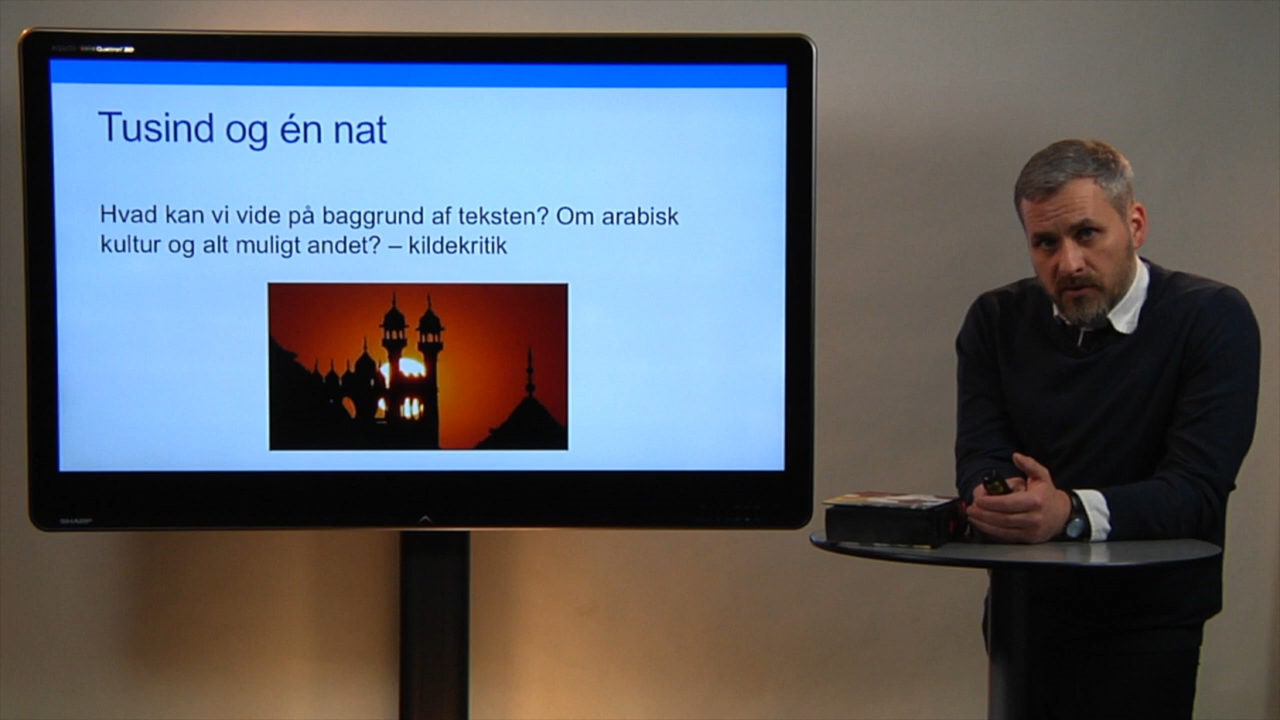 Tusind og én nat
Hvad kan vi vide på baggrund af teksten? Om arabisk
kultur og alt muligt andet? – kildekritik
SHARP